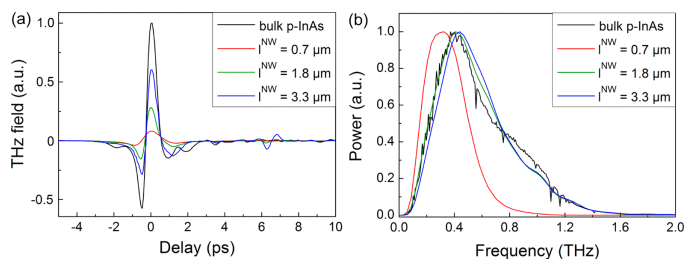 (a)
1.0
0.5
0.0
-0.5
THz field (a.u.)
bulk p-InAs
l^NW = 0.7 µm
l^NW = 1.8 µm
l^NW = 3.3 µm
-4 -2 0 2 4 6 8 10
Delay (ps)
(b)
1.0
0.8
0.6
0.4
0.2
0.0
Power (a.u.)
bulk p-InAs
l^NW = 0.7 µm
l^NW = 1.8 µm
l^NW = 3.3 µm
0.0 0.4 0.8 1.2 1.6 2.0
Frequency (THz)